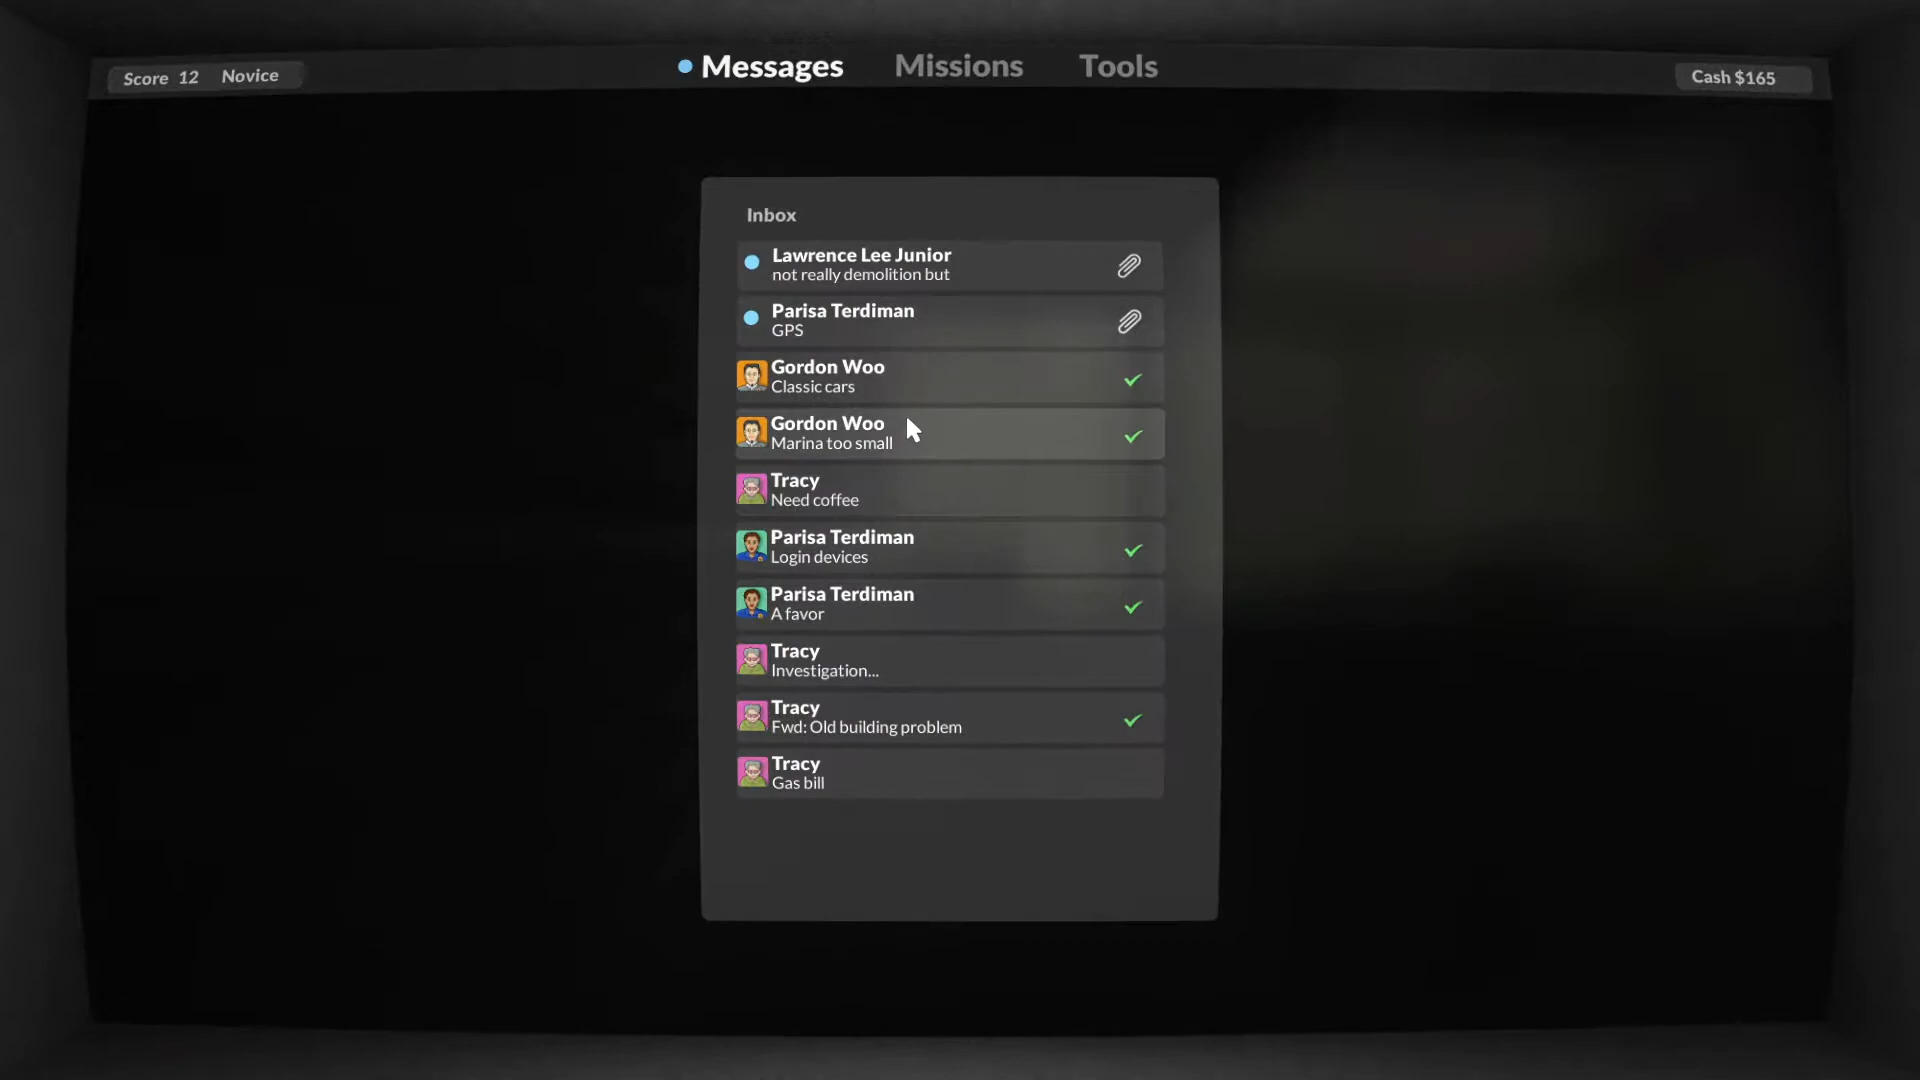 Score 12 Novice
Messages
Missions
Tools
Cash $165
Inbox
Lawrence Lee Junior
not really demolition but
Parisa Terdiman
GPS
Gordon Woo
Classic cars
Gordon Woo
Marina too small
Tracy
Need coffee
Parisa Terdiman
Login devices
Parisa Terdiman
A favor
Tracy
Investigation...
Tracy
Fwd: Old building problem
Tracy
Gas bill